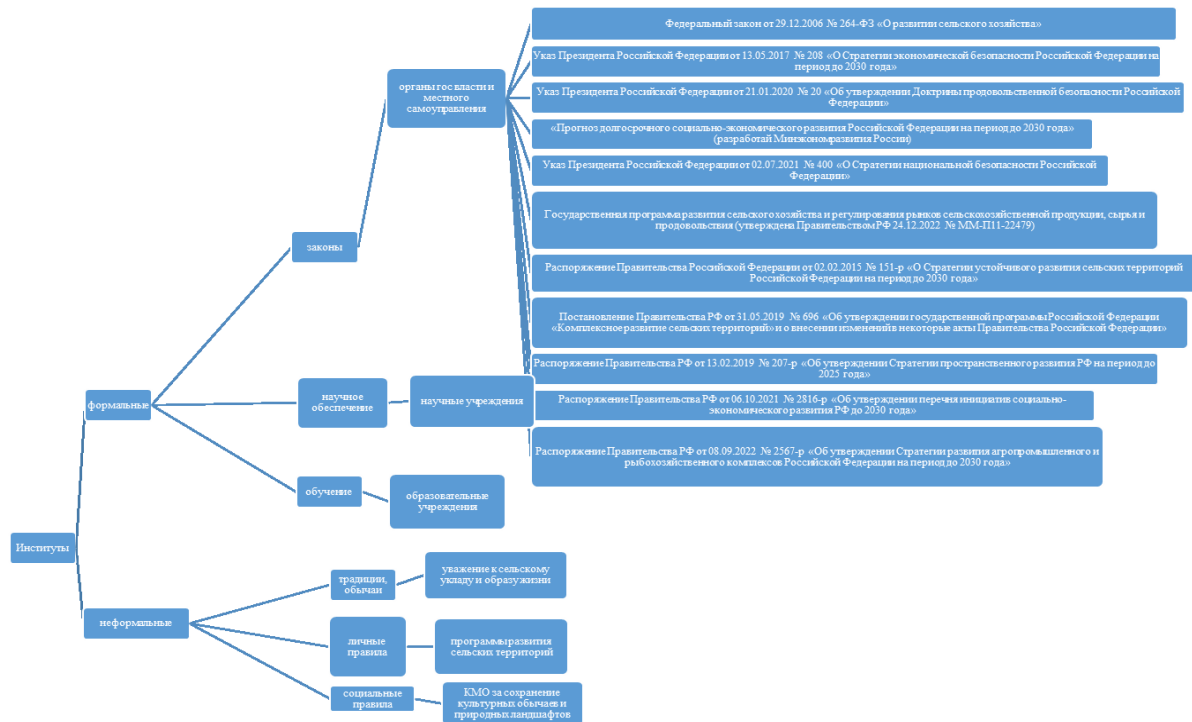 Федеральный закон от 29.12.2006 № 264-ФЗ «О развитии сельского хозяйства»
Указ Президента Российской Федерации от 13.05.2017 № 208 «О Стратегии экономической безопасности Российской Федерации на
период до 2030 года»
органы гос власти и
местного
самоуправления
Указ Президента Российской Федерации от 21.01.2020 № 20 «Об утверждении Доктрины продовольственной безопасности Российской
Федерации»
«Прогноз долгосрочного социально-экономического развития Российской Федерации на период до 2030 года»
(разработай Минэкономразвития России)
Указ Президента Российской Федерации от 02.07.2021 № 400 «О Стратегии национальной безопасности Российской
Федерации»
Государственная программа развития сельского хозяйства и регулирования рынков сельскохозяйственной продукции, сырья и
продовольствия (утверждена Правительством РФ 24.12.2022 № ММ-П11-22479)
законы
Распоряжение Правительства Российской Федерации от 02.02.2015 № 151-р «О Стратегии устойчивого развития сельских территорий
Российской Федерации на период до 2030 года»
Постановление Правительства РФ от 31.05.2019 № 696 «Об утверждении государственной программы Российской Федерации
«Комплексное развитие сельских территорий» и о внесении изменений в некоторые акты Правительства Российской Федерации»
Распоряжение Правительства РФ от 13.02.2019 № 207-р «Об утверждении Стратегии пространственного развития РФ на период до
2025 года»
формальные
научное
обеспечение
научные учреждения
Распоряжение Правительства РФ от 06.10.2021 № 2816-р «Об утверждении перечня инициатив социально-
экономического развития РФ до 2030 года»
Распоряжение Правительства РФ от 08.09.2022 № 2567-р «Об утверждении Стратегии развития агропромышленного и
рыбохозяйственного комплексов Российской Федерации на период до 2030 года»
обучение
образовательные
учреждения
Институты
традиции,
обычаи
уважение к сельскому
укладу и образу жизни
неформальные
личные
правила
программы развития
сельских территорий
социальные
правила
КМО за сохранение
культурных обычаев и
природных ландшафтов